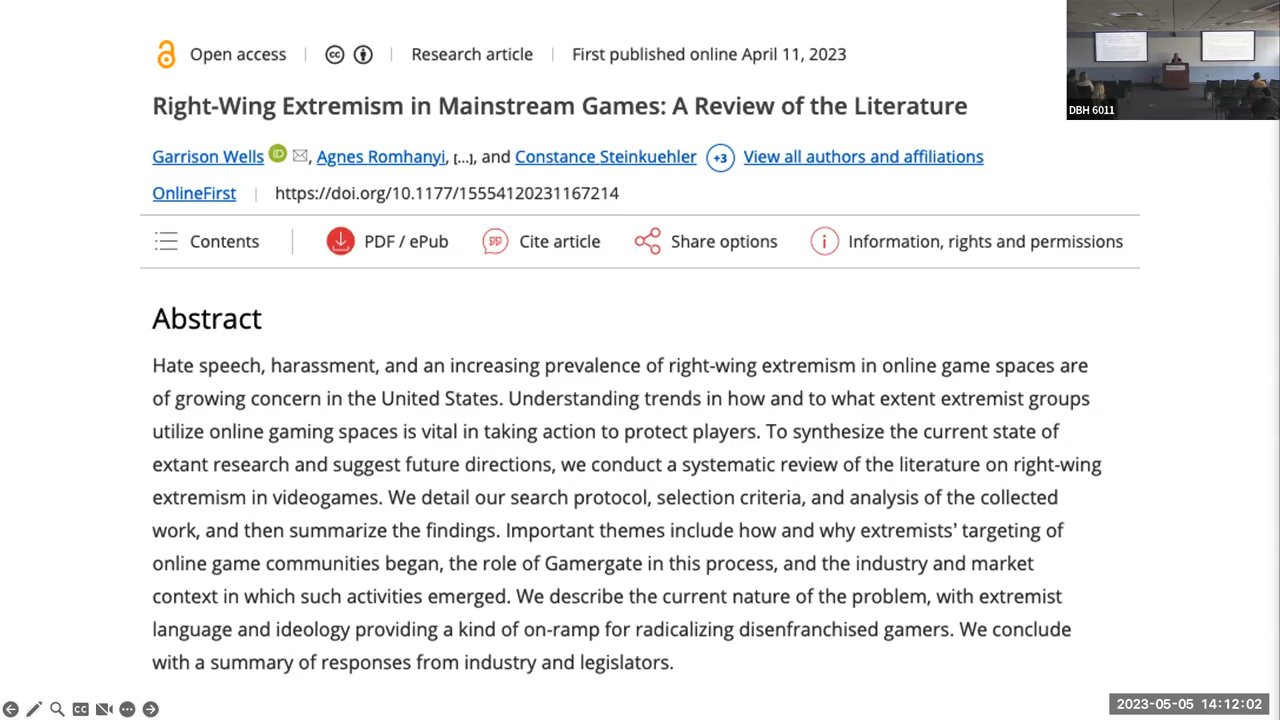 Open access
Research article
First published online April 11, 2023
Right-Wing Extremism in Mainstream Games: A Review of the Literature
Garrison Wells iD, Agnes Romhanyi, [...], and Constance Steinkuehler +3 View all authors and affiliations
OnlineFirst
https://doi.org/10.1177/15554120231167214
Contents
PDF / ePub
Cite article
Share options
Information, rights and permissions
Abstract
Hate speech, harassment, and an increasing prevalence of right-wing extremism in online game spaces are
of growing concern in the United States. Understanding trends in how and to what extent extremist groups
utilize online gaming spaces is vital in taking action to protect players. To synthesize the current state of
extant research and suggest future directions, we conduct a systematic review of the literature on right-wing
extremism in videogames. We detail our search protocol, selection criteria, and analysis of the collected
work, and then summarize the findings. Important themes include how and why extremists’ targeting of
online game communities began, the role of Gamergate in this process, and the industry and market
context in which such activities emerged. We describe the current nature of the problem, with extremist
language and ideology providing a kind of on-ramp for radicalizing disenfranchised gamers. We conclude
with a summary of responses from industry and legislators.
DBH 6011
CC
2023-05-05 14:12:02